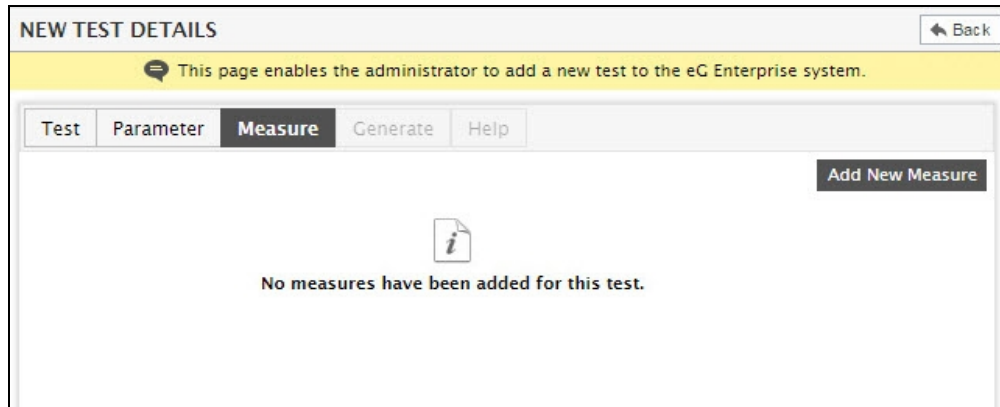 NEW TEST DETAILS
Back
This page enables the administrator to add a new test to the eG Enterprise system.
Test Parameter Measure Generate Help
Add New Measure
i
No measures have been added for this test.